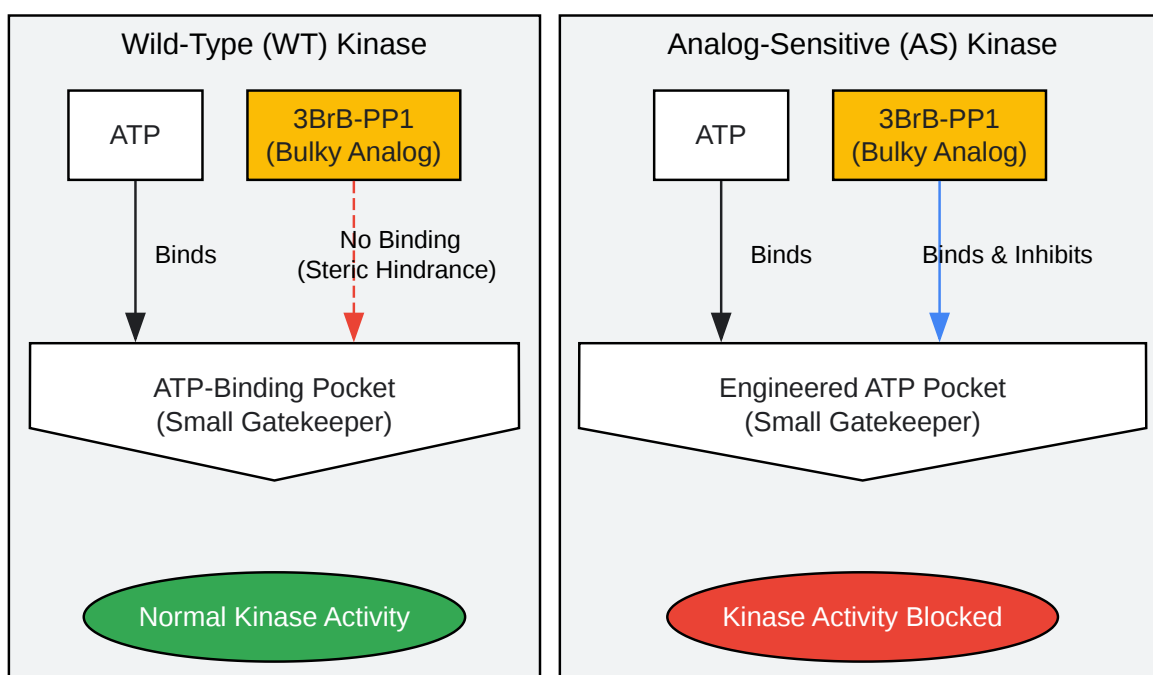 Wild-Type (WT) Kinase
ATP
3BrB-PP1
(Bulky Analog)
Binds
No Binding
(Steric Hindrance)
ATP-Binding Pocket
(Small Gatekeeper)
Normal Kinase Activity
Analog-Sensitive (AS) Kinase
ATP
3BrB-PP1
(Bulky Analog)
Binds
Binds & Inhibits
Engineered ATP Pocket
(Small Gatekeeper)
Kinase Activity Blocked